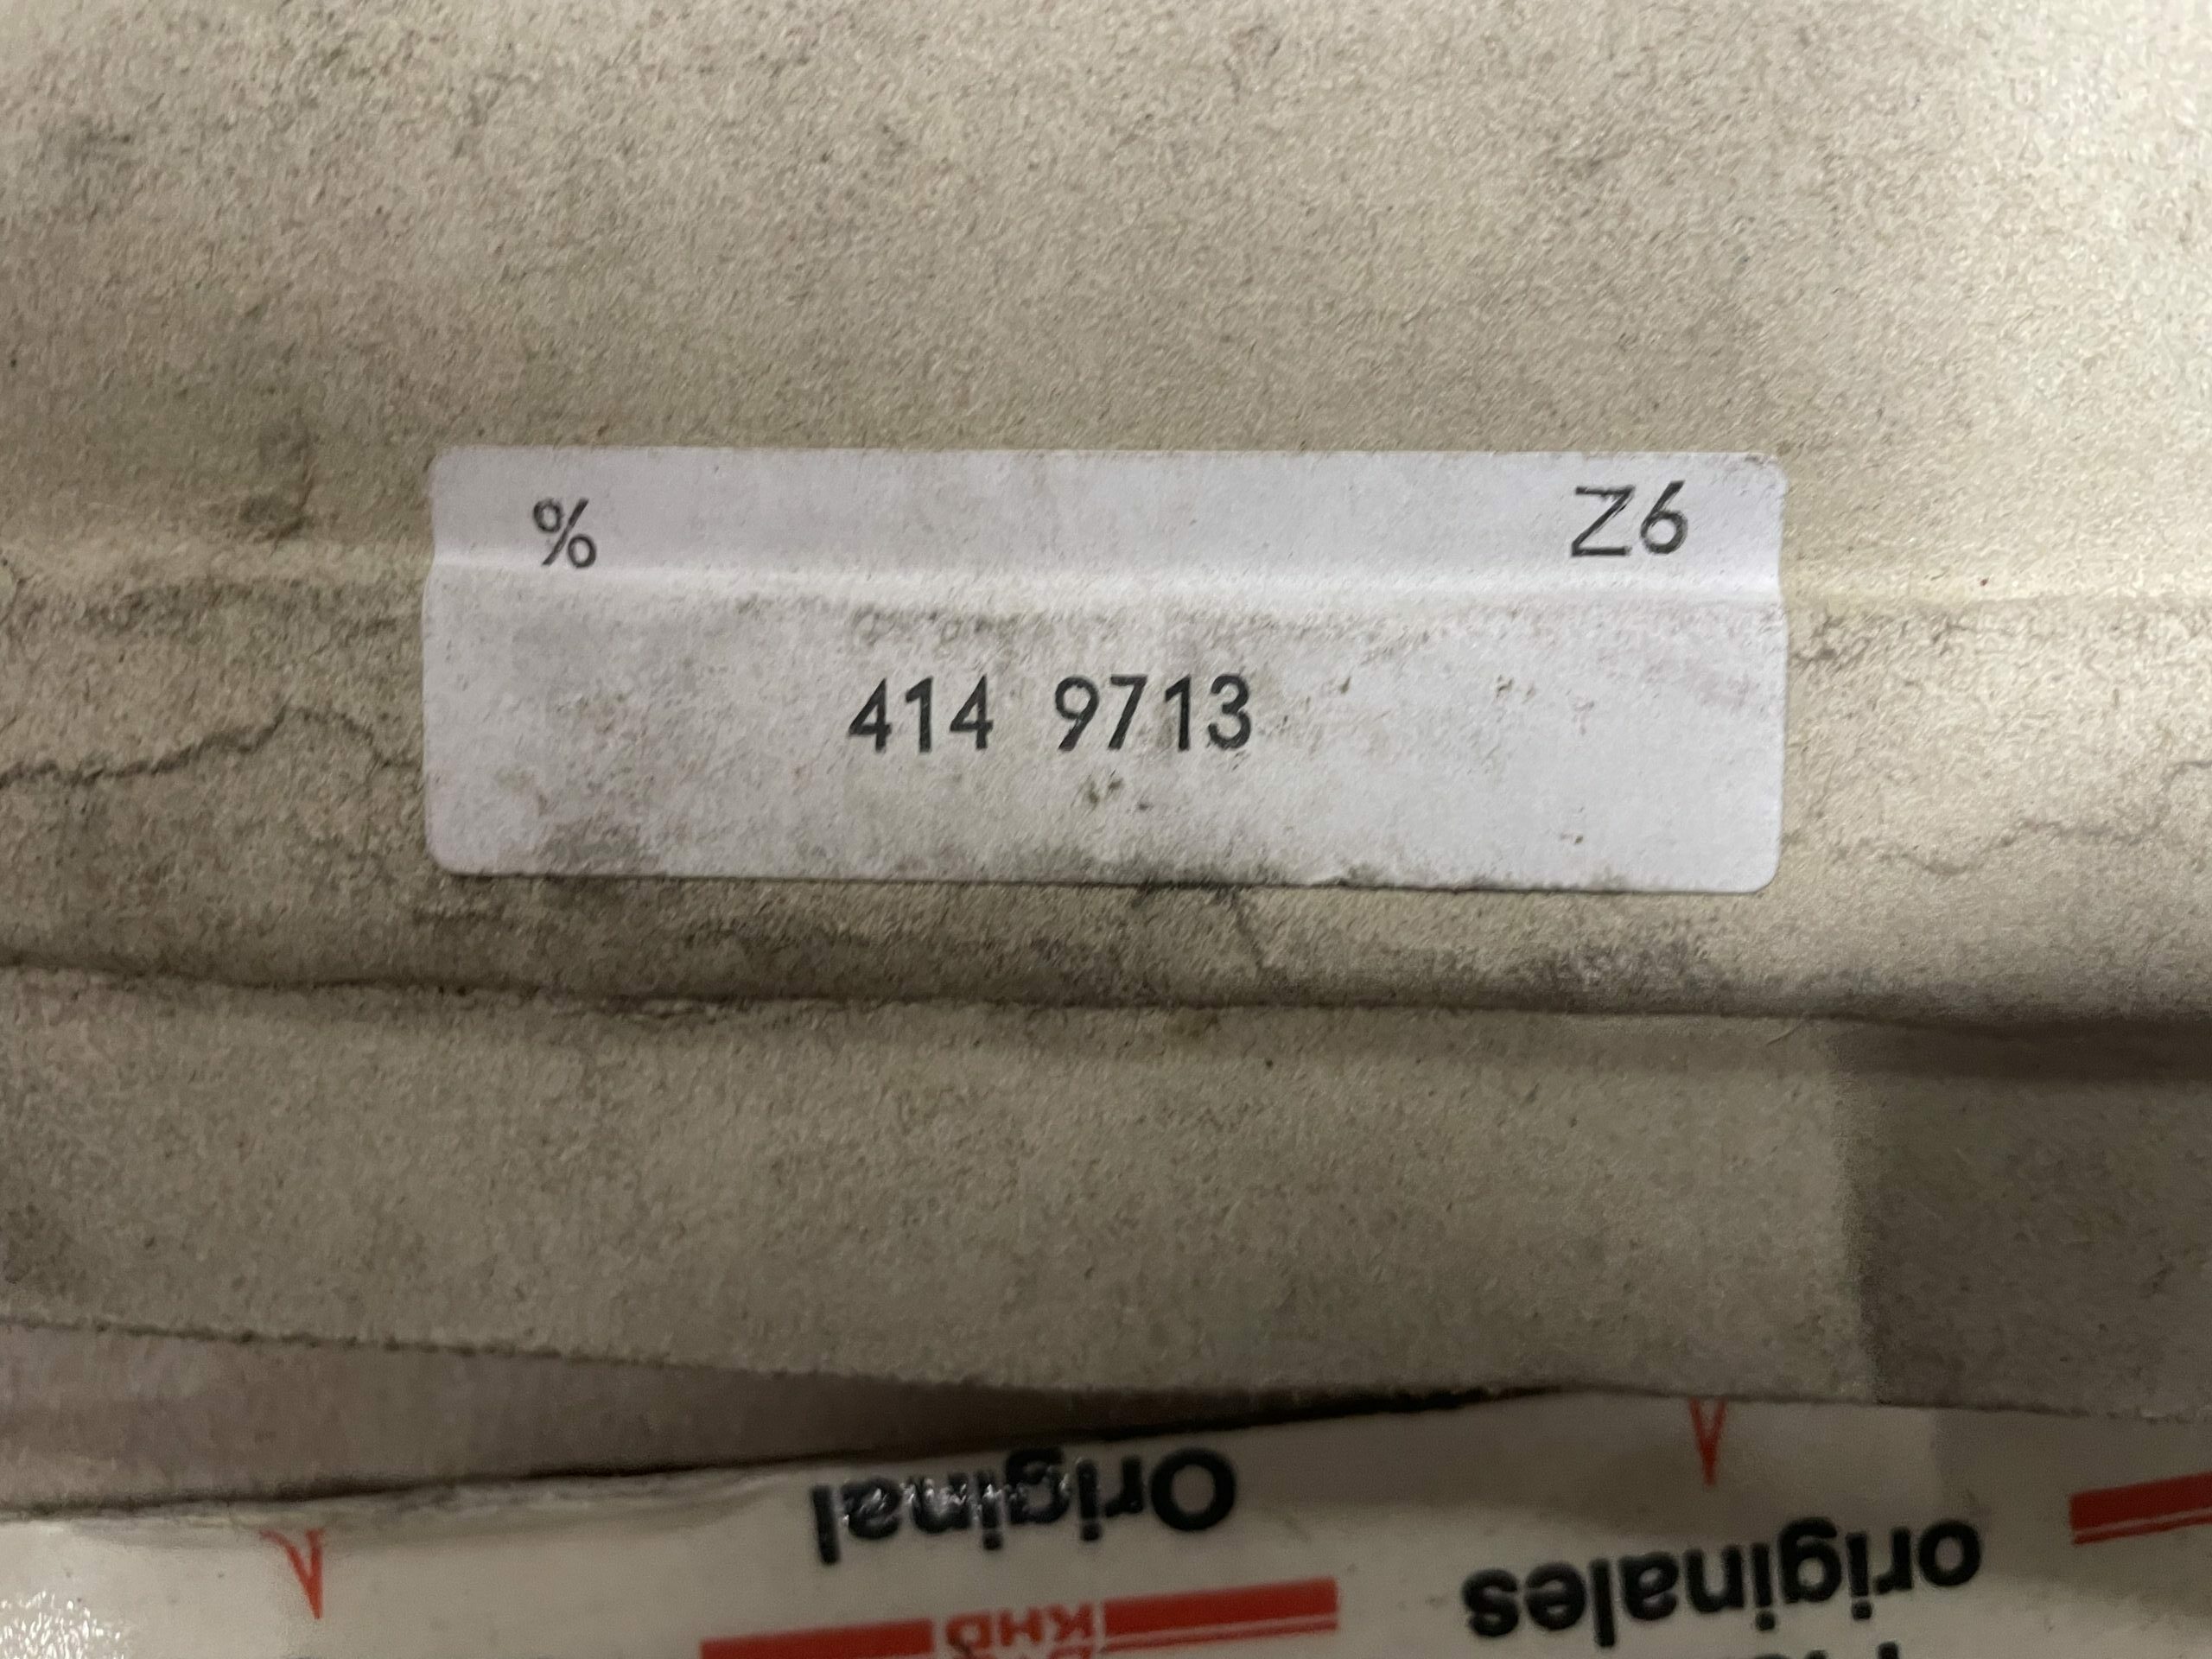 % Z6
414 9713
Original
KHD
originales